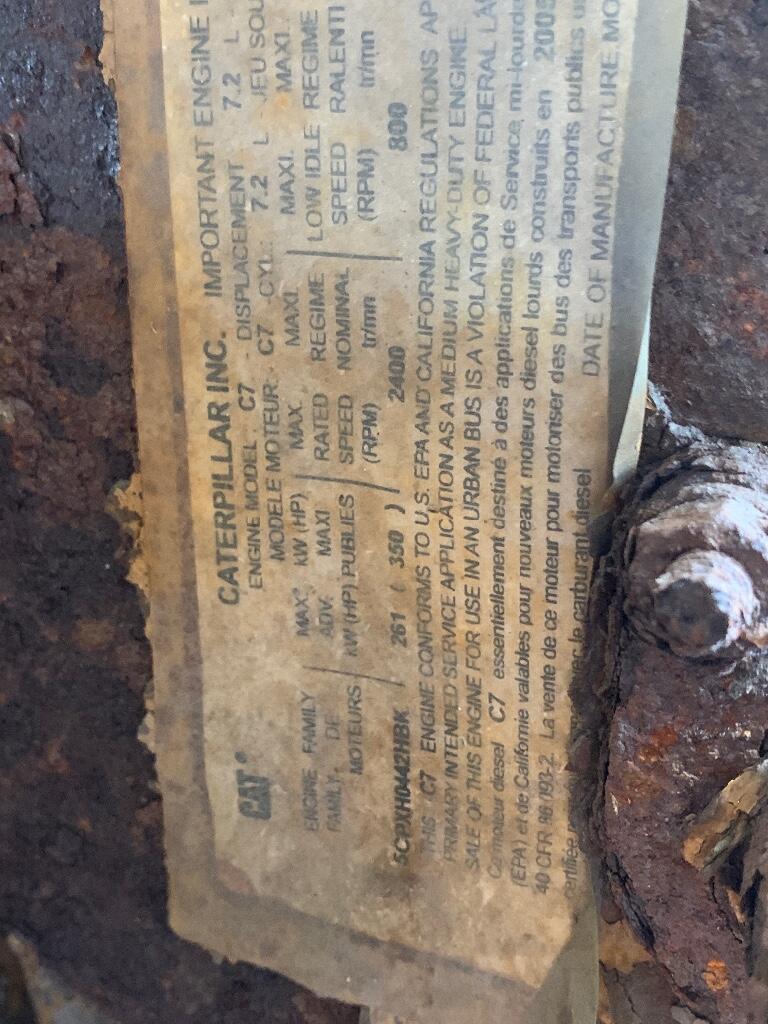 CATERPILLAR INC. IMPORTANT ENGINE
ENGINE MODEL C7 - DISPLACEMENT 7.2 L
CAT® MODELE MOTEUR: C7 -CYL.: 7.2 L JEU SOU
MAX. MAX. MAXI. MAXI. MAXI.
ENGINE FAMILY KW (HP) RATED REGIME LOW IDLE REGIME
FAMILY, DE ADV. MAXI SPEED NOMINAL SPEED RALENTI
MOTEURS KW (HP) PUBLIES (RPM) tr/mn (RPM) tr/mn
5CPXH0442HBK 261 ( 350 ) 2400 800
THIS C7 ENGINE CONFORMS TO U.S. EPA AND CALIFORNIA REGULATIONS AP
PRIMARY INTENDED SERVICE APPLICATION AS A MEDIUM HEAVY-DUTY ENGINE.
SALE OF THIS ENGINE FOR USE IN AN URBAN BUS IS A VIOLATION OF FEDERAL LA
Ce moteur diesel C7 essentiellement destiné à des applications de Service mi-lourde
(EPA) et de Californie valables pour nouveaux moteurs diesel lourds construits en 2005
40 CFR 86 093-2. La vente de ce moteur pour motoriser des bus des transports publics u
certifiée le carburant diesel DATE OF MANUFACTURE MO